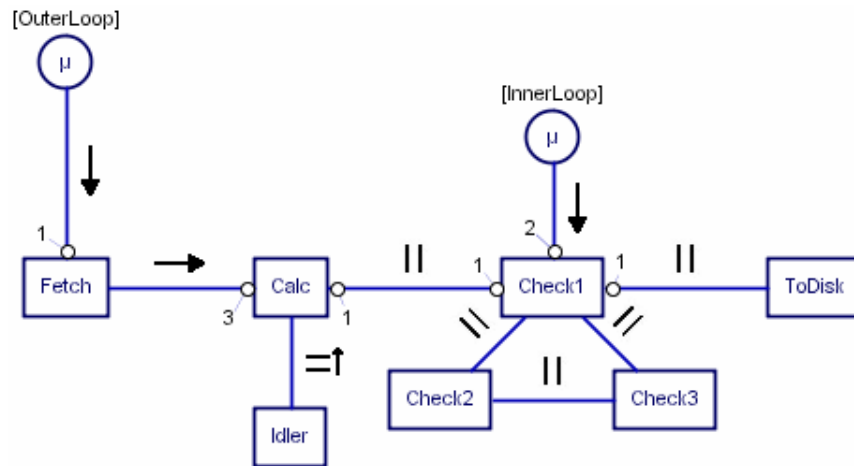 [OuterLoop]
μ
[InnerLoop]
μ
1
2
Fetch
3
Calc
1
1
Check1
1
ToDisk
Check2
Check3
Idler